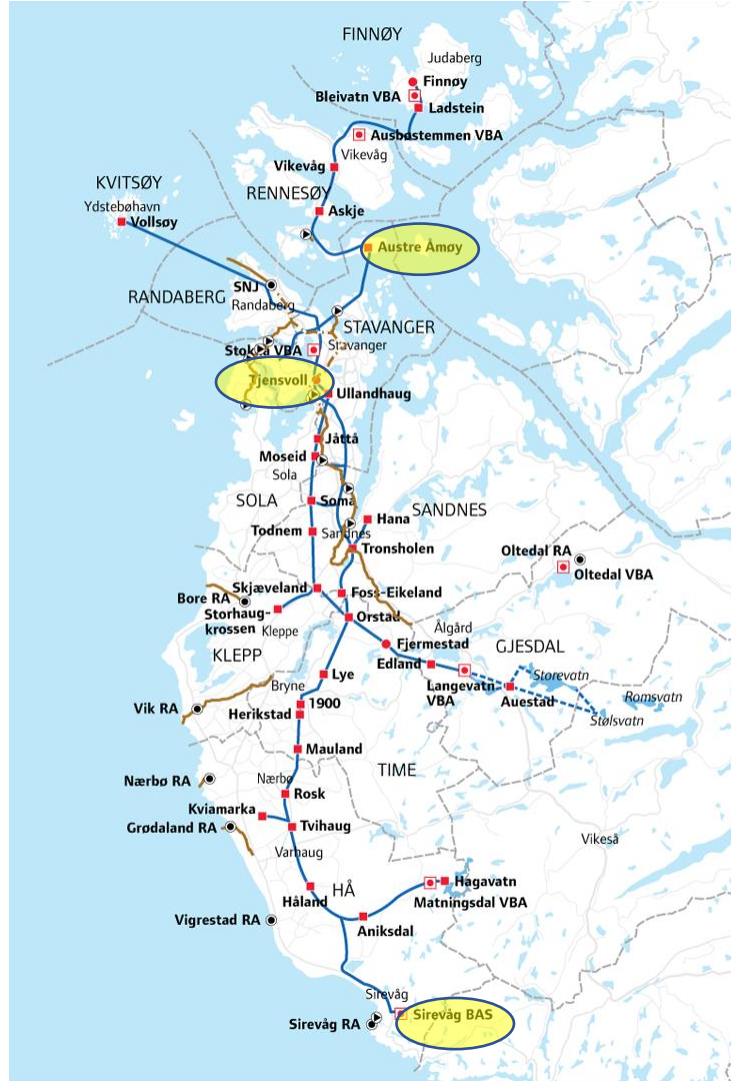 FINNØY
Judaberg
Finnøy
Bleivatn VBA
Ladstein
Ausbøstemmen VBA
Vikevåg
Vikevåg
KVITSØY
RENNESØY
Ydstebøhavn
Askje
Vollsøy
Austre Åmøy
SNJ
RANDABERG
Randaberg
STAVANGER
Stavanger
Tjensvoll
Ullandhaug
Jåttå
Moseid
Sola
SOLA
Soma
Hana
SANDNES
Todnem
Sandnes
Tronsholen
Oltedal RA
Oltedal VBA
Skjæveland
Foss-Eikeland
Bore RA
Storhaug-
krossen
Orstad
Kleppe
Ålgård
Fjermestad
GJESDAL
KLEPP
Edland
Storevatn
Lye
Langevatn
VBA
Auestad
Romsvatn
Bryne
Stølsvatn
Vik RA
1900
Herikstad
Mauland
TIME
Nærbø RA
Nærbø
Rosk
Kviamarka
Grødaland RA
Tvihaug
Vikeså
Varhaug
Håland
HÅ
Hagavatn
Matningsdal VBA
Vigrestad RA
Aniksdal
Sirevåg
Sirevåg BAS
Sirevåg RA